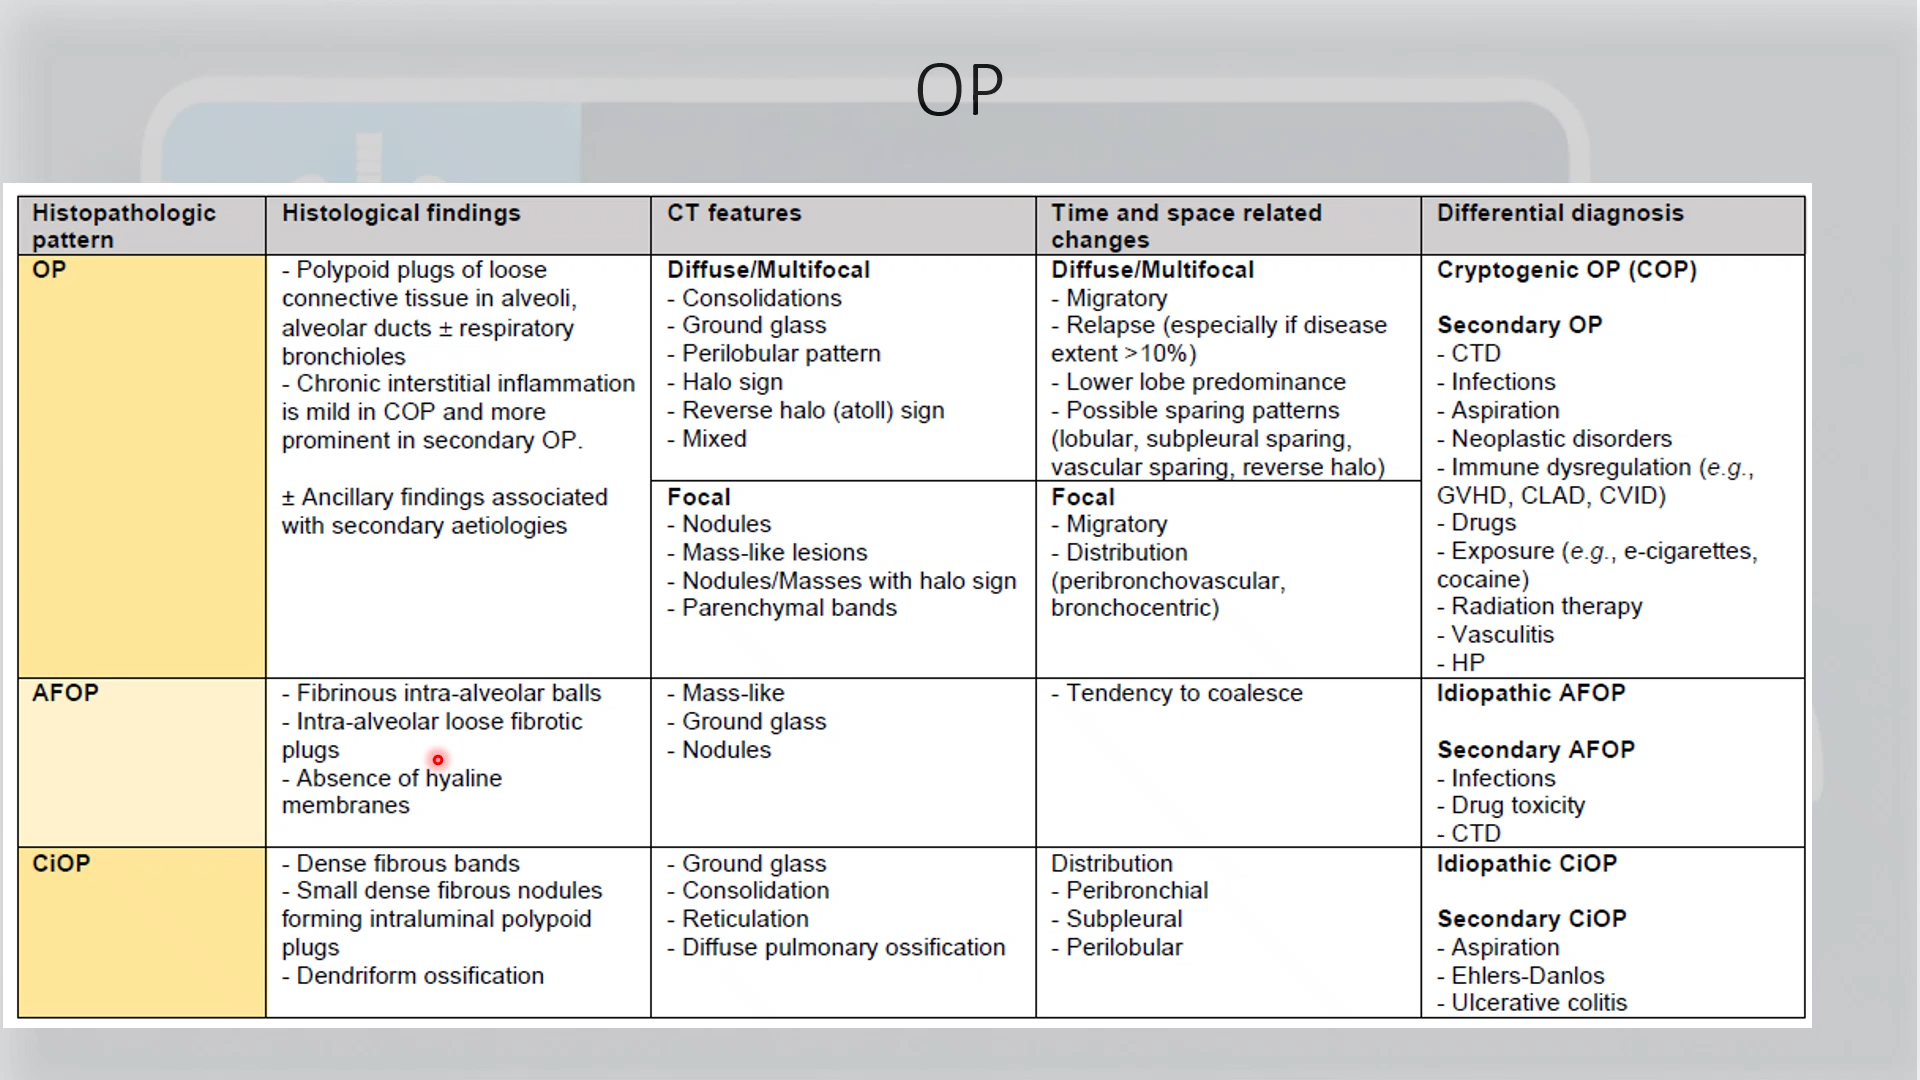 OP
Histopathologic
pattern
Histological findings
CT features
Time and space related
changes
Differential diagnosis
OP
- Polypoid plugs of loose
connective tissue in alveoli,
alveolar ducts ± respiratory
bronchioles
- Chronic interstitial inflammation
is mild in COP and more
prominent in secondary OP.
± Ancillary findings associated
with secondary aetiologies
Diffuse/Multifocal
- Consolidations
- Ground glass
- Perilobular pattern
- Halo sign
- Reverse halo (atoll) sign
- Mixed
Diffuse/Multifocal
- Migratory
- Relapse (especially if disease
extent >10%)
- Lower lobe predominance
- Possible sparing patterns
(lobular, subpleural sparing,
vascular sparing, reverse halo)
Focal
- Nodules
- Mass-like lesions
- Nodules/Masses with halo sign
- Parenchymal bands
Focal
- Migratory
- Distribution
(peribronchovascular,
bronchocentric)
Cryptogenic OP (COP)
Secondary OP
- CTD
- Infections
- Aspiration
- Neoplastic disorders
- Immune dysregulation (e.g.,
GVHD, CLAD, CVID)
- Drugs
- Exposure (e.g., e-cigarettes,
cocaine)
- Radiation therapy
- Vasculitis
- HP
AFOP
- Fibrinous intra-alveolar balls
- Intra-alveolar loose fibrotic
plugs
- Absence of hyaline
membranes
- Mass-like
- Ground glass
- Nodules
- Tendency to coalesce
Idiopathic AFOP
Secondary AFOP
- Infections
- Drug toxicity
- CTD
CiOP
- Dense fibrous bands
- Small dense fibrous nodules
forming intraluminal polypoid
plugs
- Dendriform ossification
- Ground glass
- Consolidation
- Reticulation
- Diffuse pulmonary ossification
Distribution
- Peribronchial
- Subpleural
- Perilobular
Idiopathic CiOP
Secondary CiOP
- Aspiration
- Ehlers-Danlos
- Ulcerative colitis